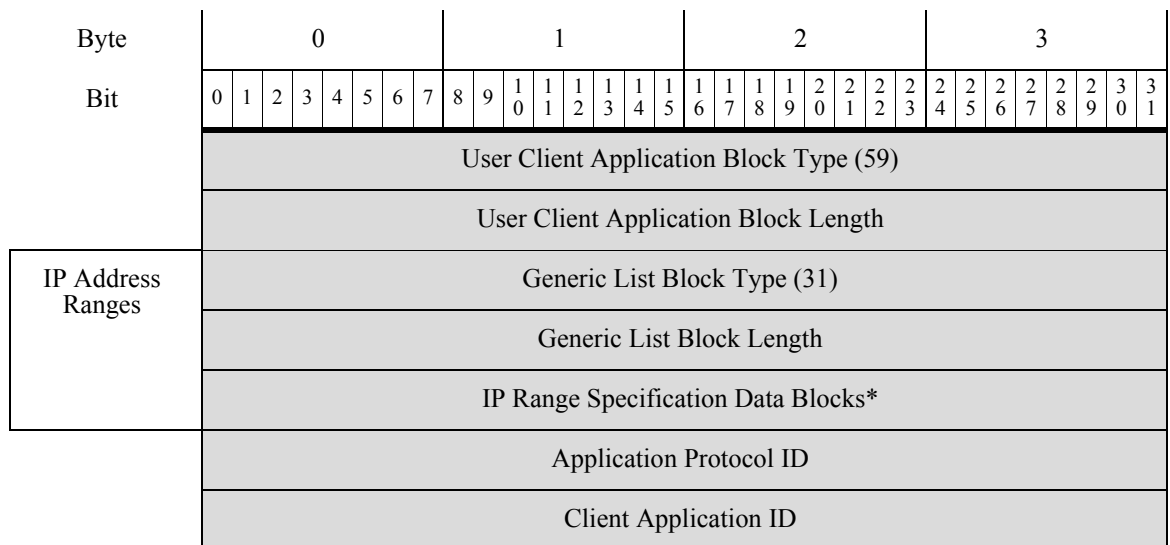 Byte 0 1 2 3
Bit 0 1 2 3 4 5 6 7 8 9 10 11 12 13 14 15 16 17 18 19 20 21 22 23 24 25 26 27 28 29 30 31
User Client Application Block Type (59)
User Client Application Block Length
IP Address
Ranges
Generic List Block Type (31)
Generic List Block Length
IP Range Specification Data Blocks*
Application Protocol ID
Client Application ID